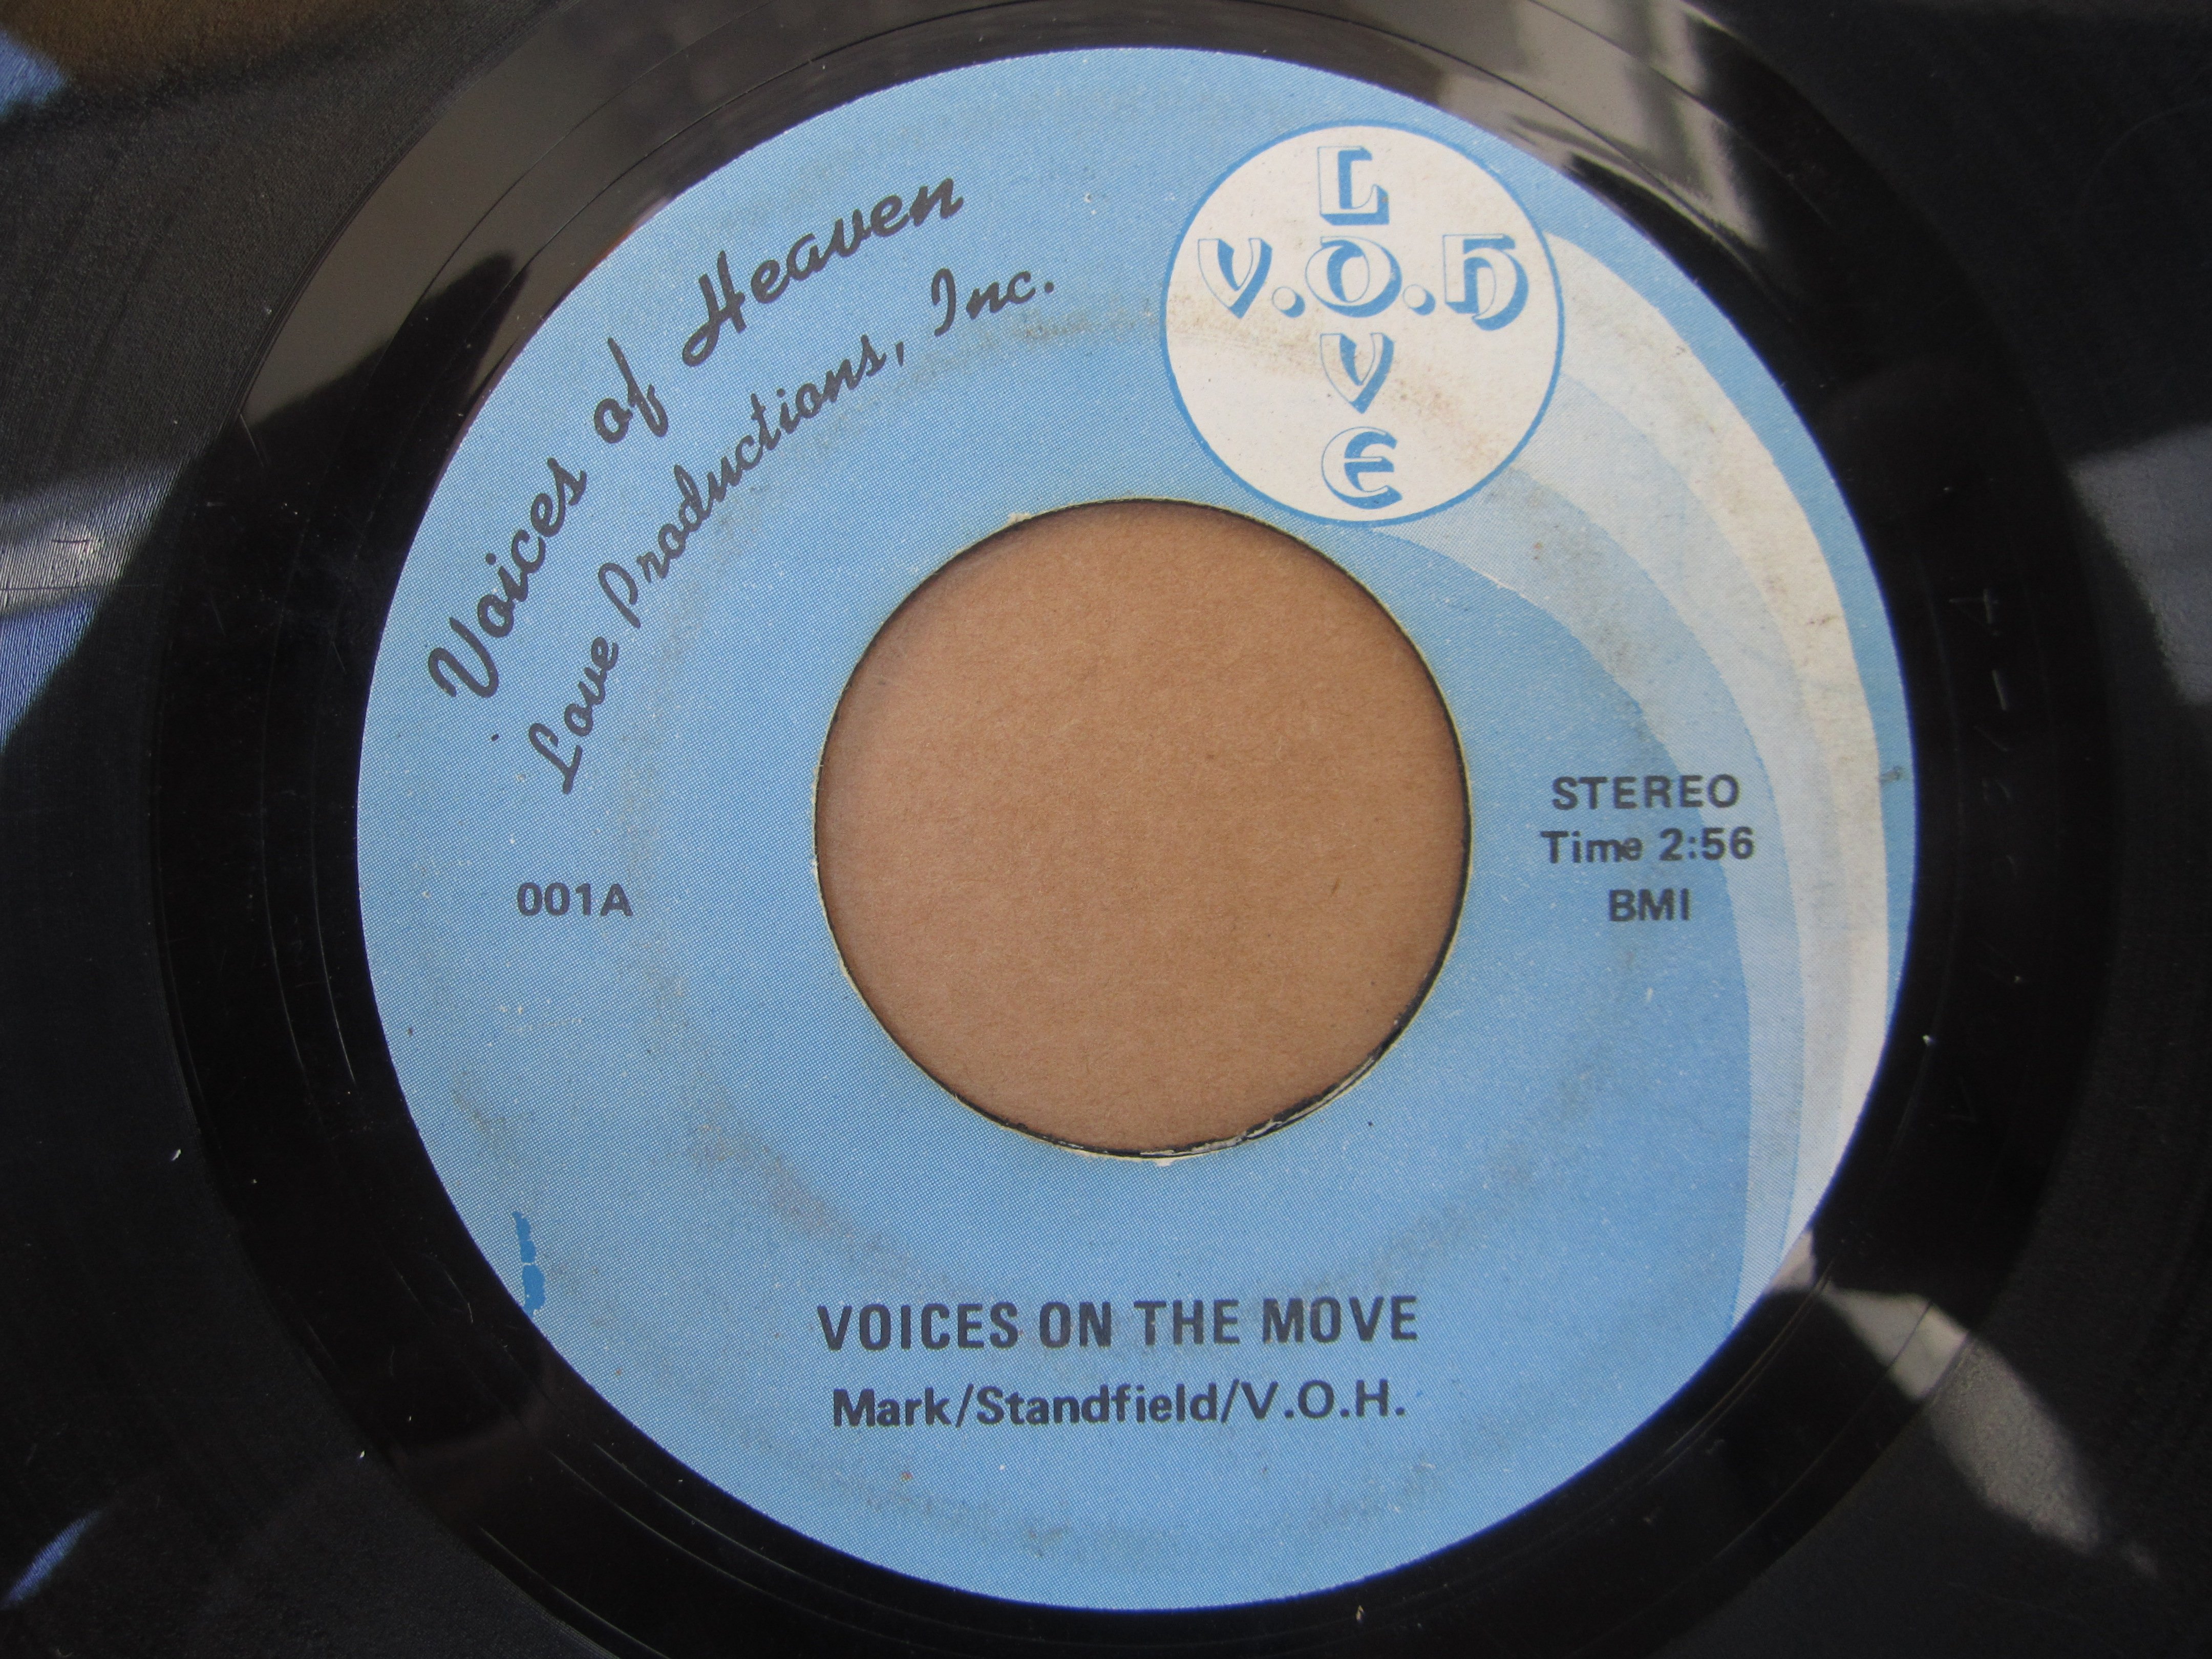 Voices of Heaven
Love Productions, Inc.
L
V.O.H
V
E
STEREO
Time 2:56
BMI
001A
VOICES ON THE MOVE
Mark/Standfield/V.O.H.